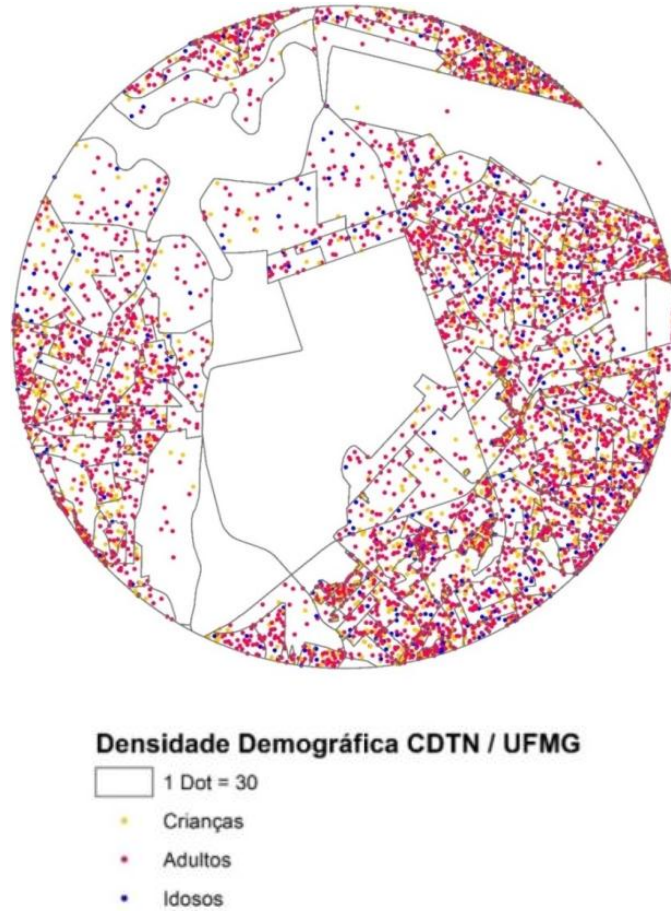 Densidade Demográfica CDTN / UFMG
1 Dot = 30
Crianças
Adultos
Idosos